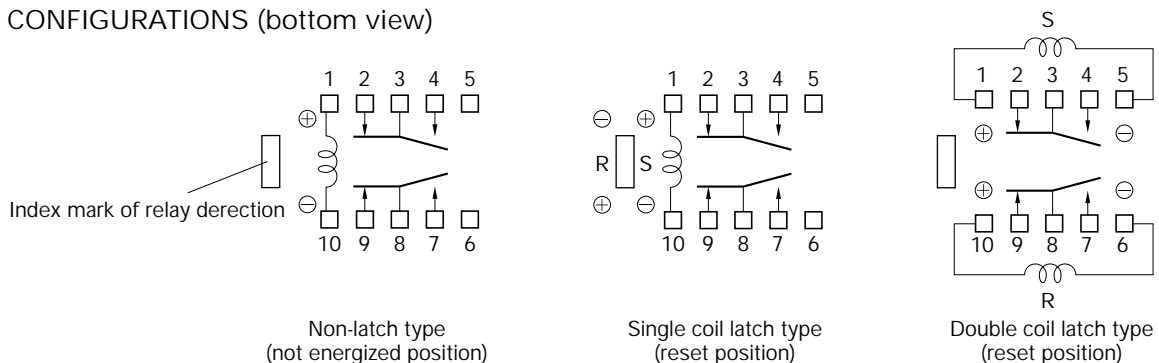 CONFIGURATIONS (bottom view)
S
1 2 3 4 5
1 2 3 4 5
1 2 3 4 5
⊕
⊖ ⊕
⊕ ⊖
R S
Index mark of relay derection
⊖
⊕ ⊖
⊕ ⊖
10 9 8 7 6
10 9 8 7 6
10 9 8 7 6
R
Non-latch type
(not energized position)
Single coil latch type
(reset position)
Double coil latch type
(reset position)